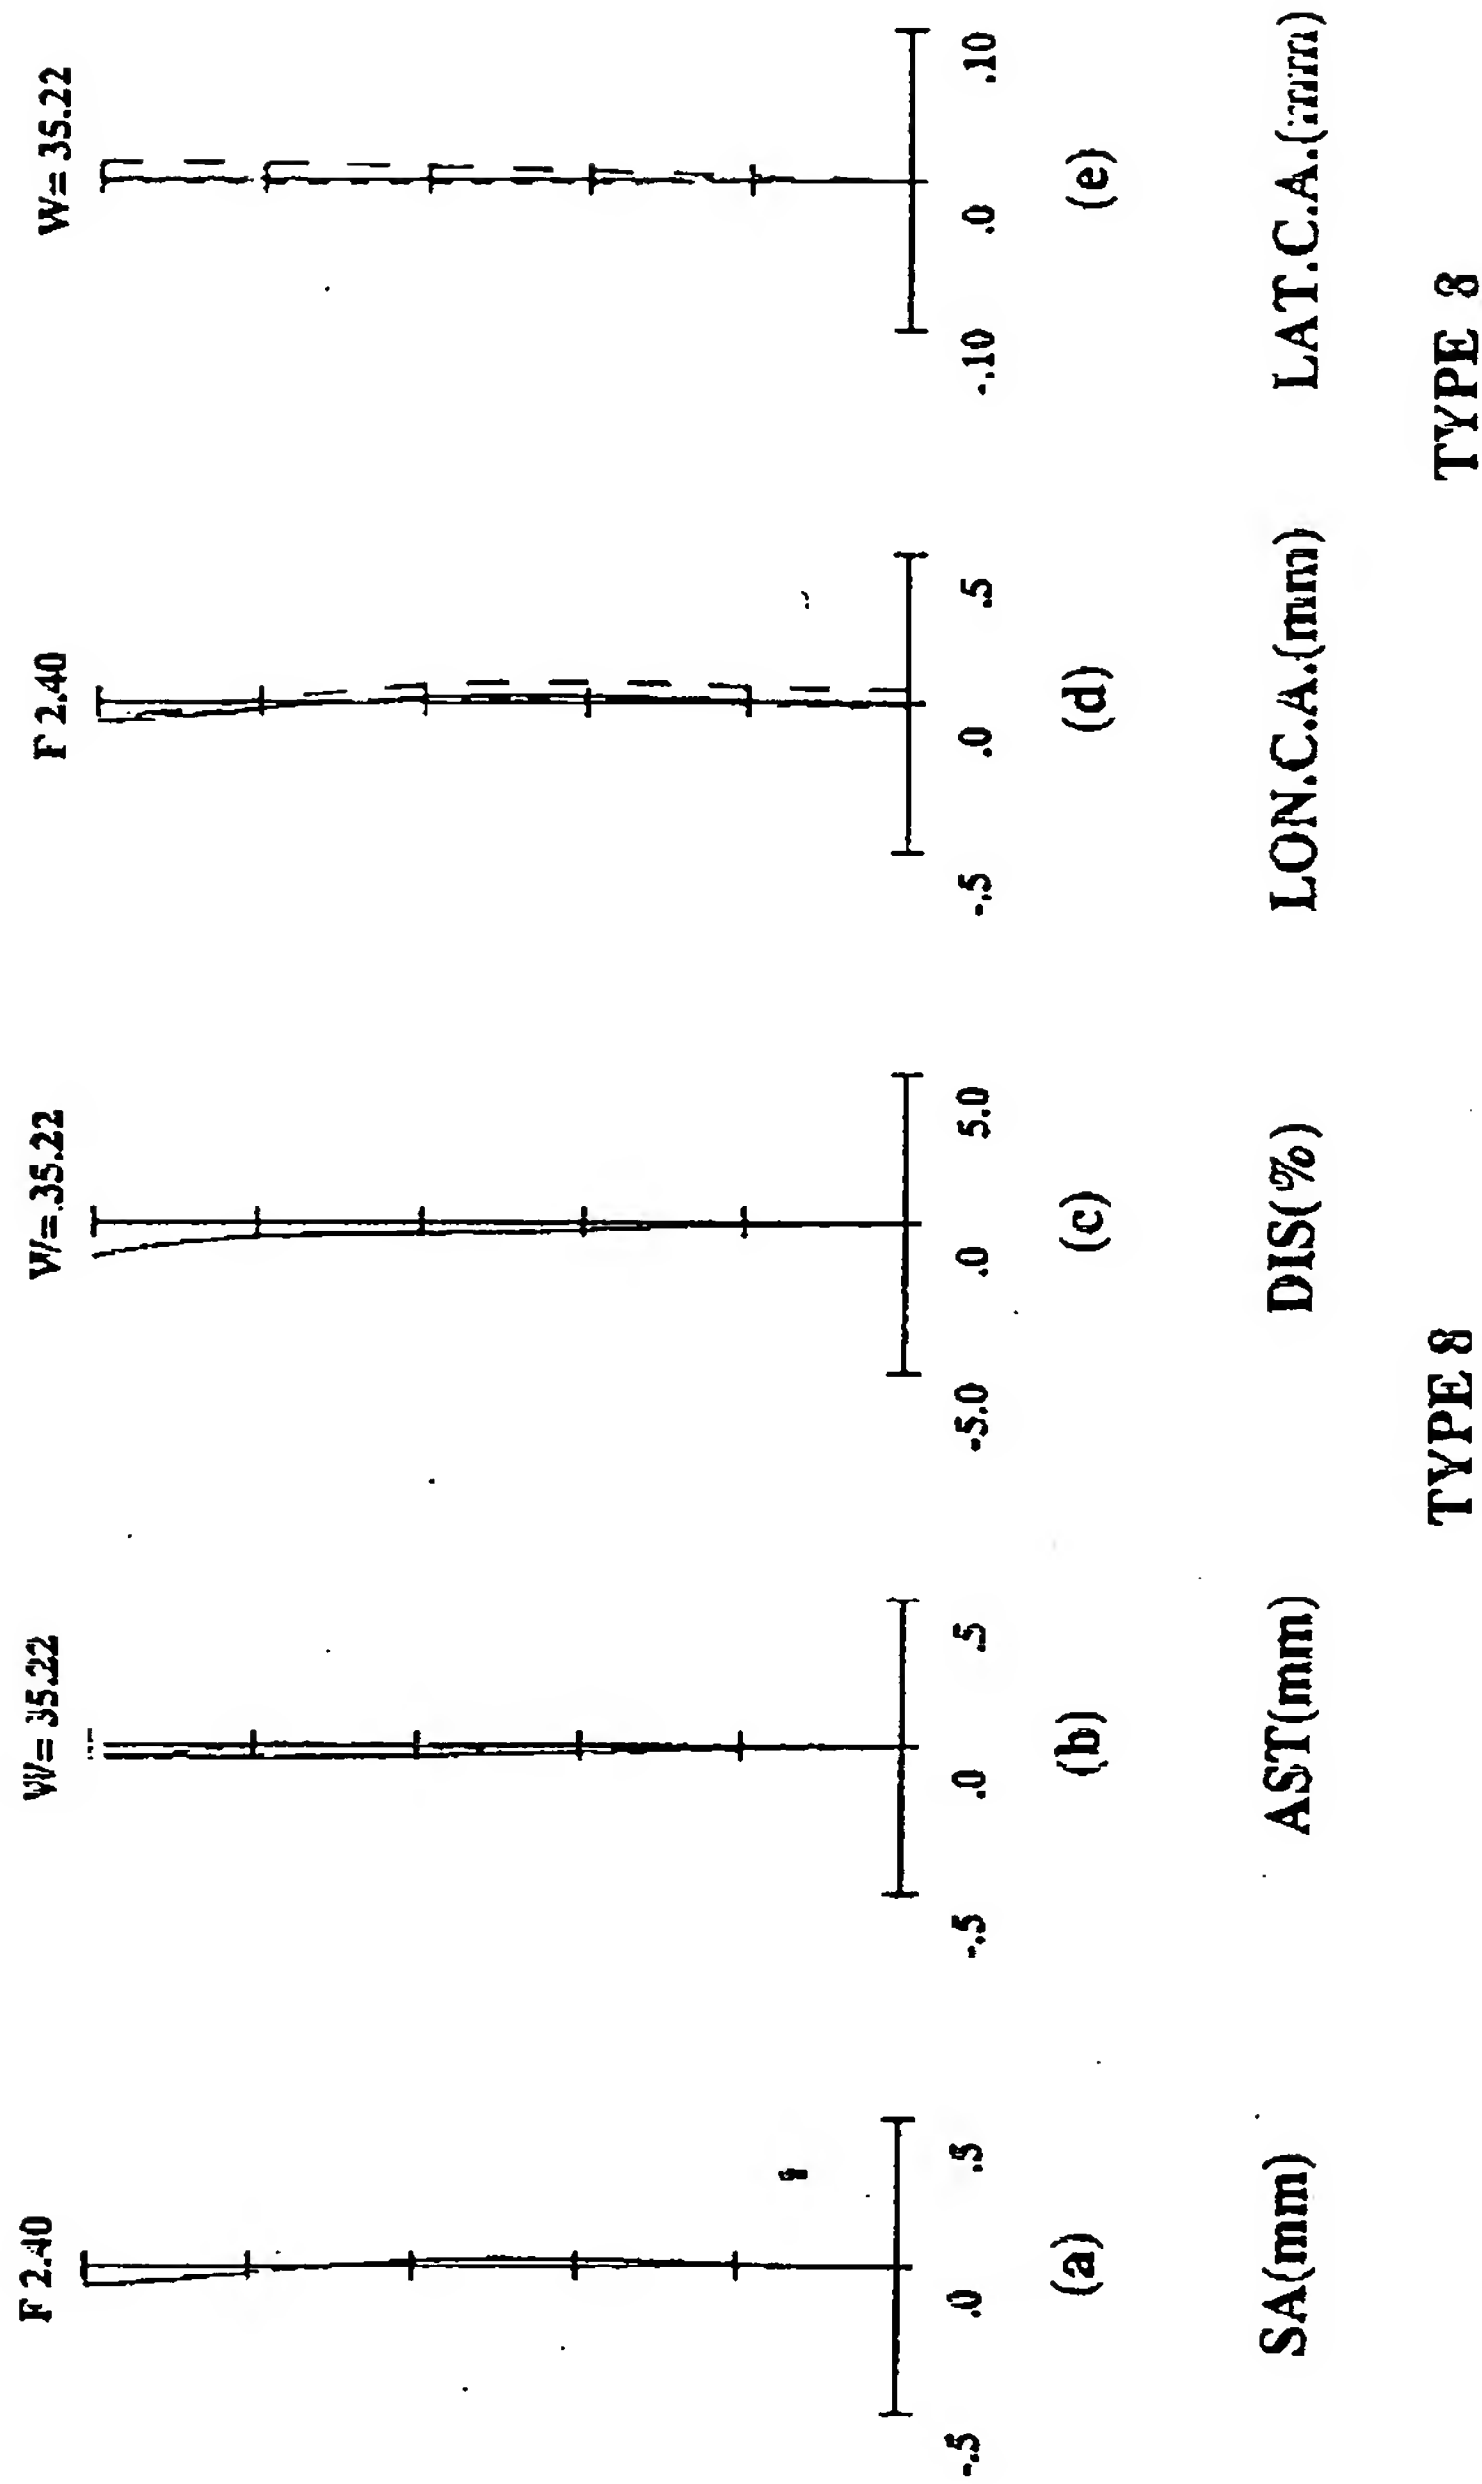 F 2.40 W= 35.22 W= 35.22 F 2.40 W= 35.22
-.5 .0 .5 -.5 .0 .5 -5.0 .0 5.0 -.5 .0 .5 -.10 .0 .10
(a) (b) (c) (d) (e)
SA(mm) AST(mm) DIS(%) LON.C.A.(mm) LAT.C.A.(mm)
TYPE 8 TYPE 8